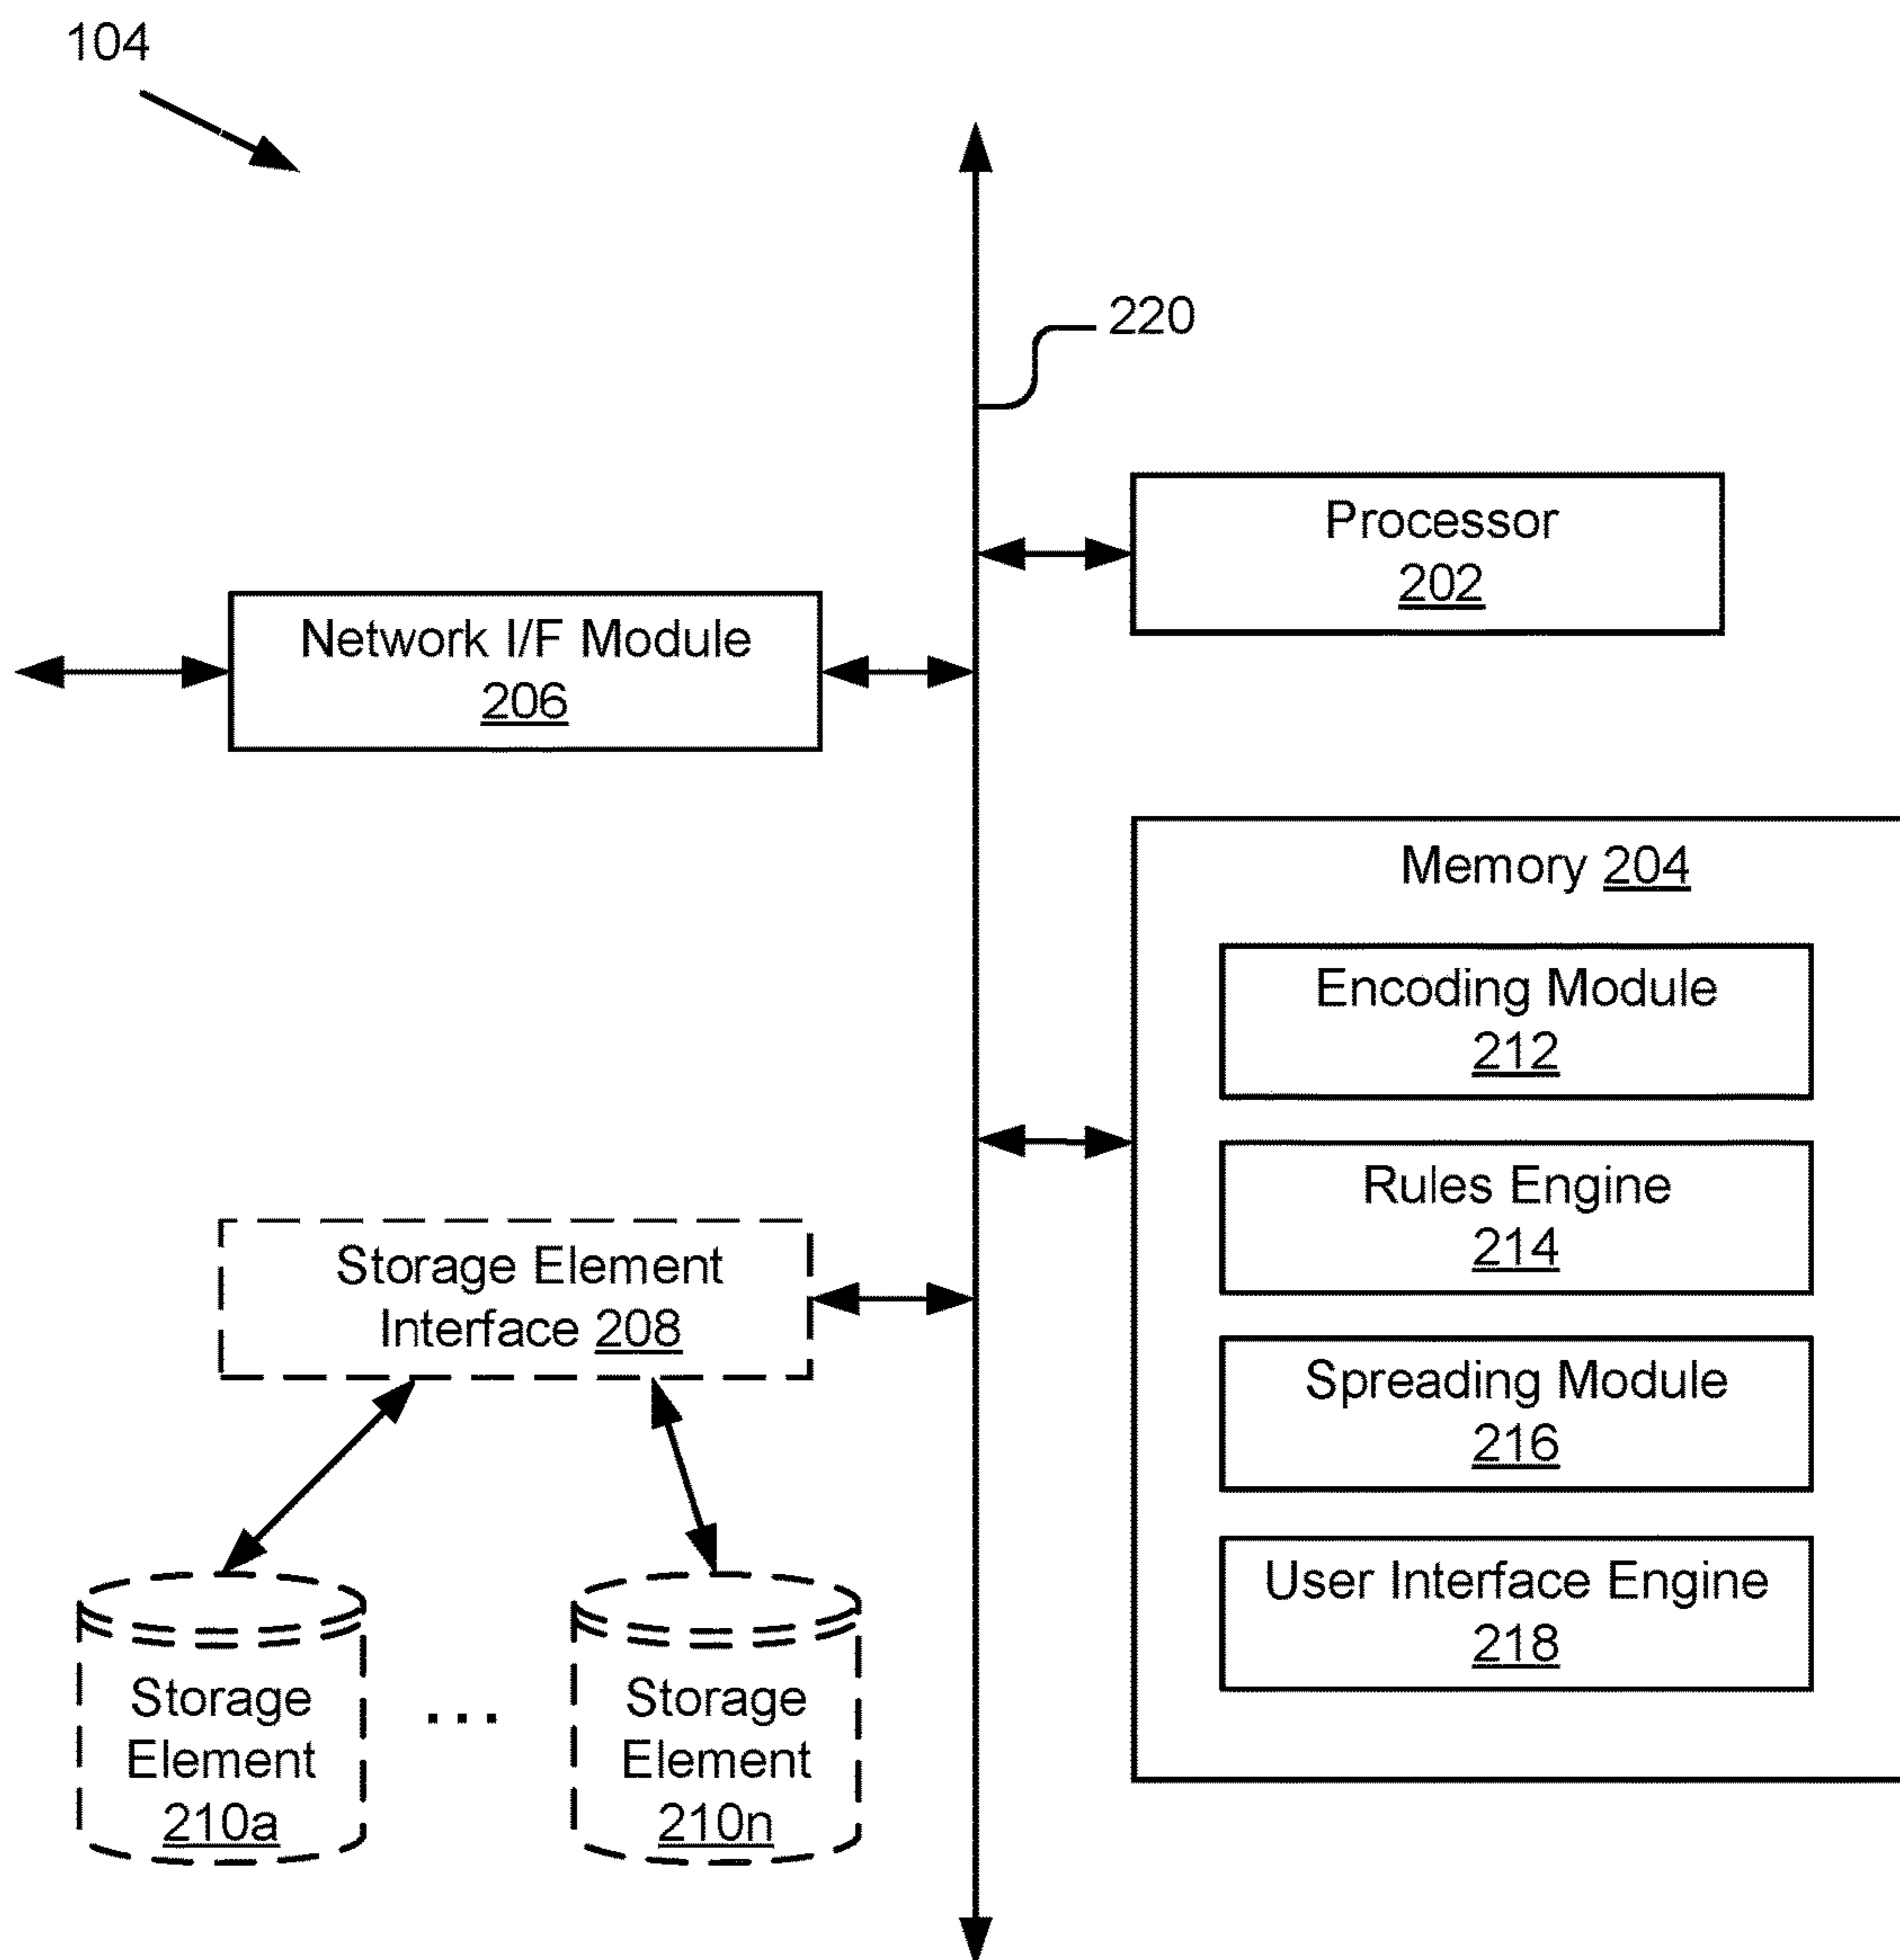 104
220
Processor
202
Network I/F Module
206
Memory 204
Encoding Module
212
Rules Engine
214
Storage Element
Interface 208
Spreading Module
216
User Interface Engine
218
Storage
Element
210a
...
Storage
Element
210n